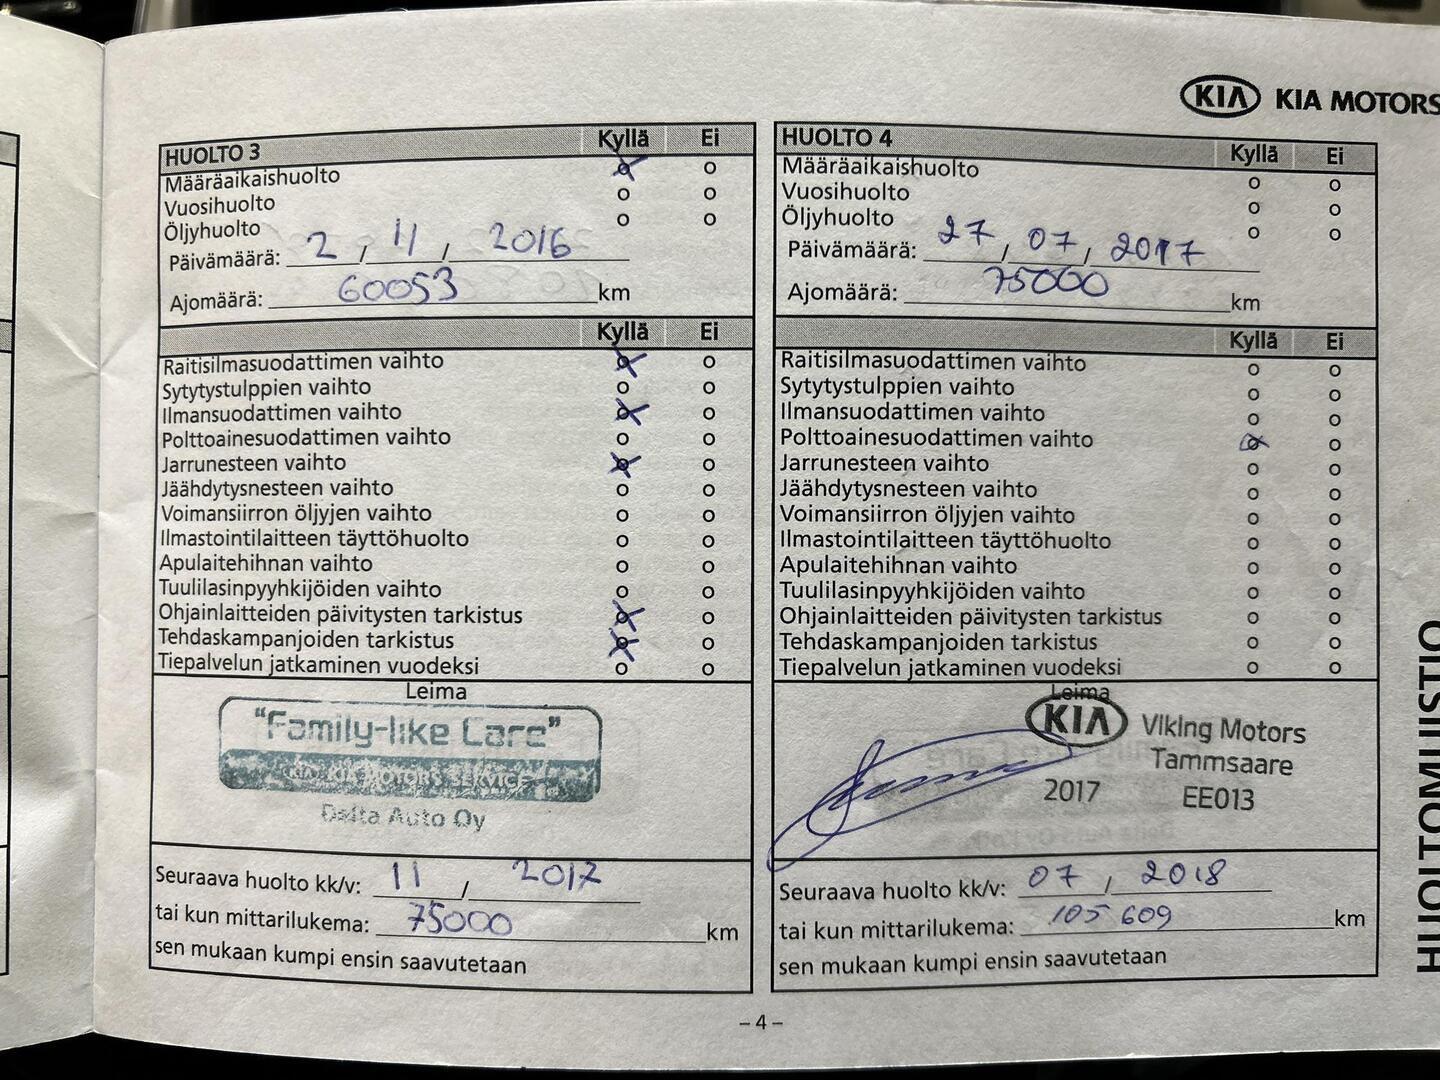 KIA KIA MOTORS
HUOLTO 3 Kyllä Ei
Määräaikaishuolto o o
Vuosihuolto o o
Öljyhuolto o o
Päivämäärä: 2 / 11 / 2016
Ajomäärä: 60053 km
Kyllä Ei
Raitisilmasuodattimen vaihto o o
Sytytystulppien vaihto o o
Ilmansuodattimen vaihto o o
Polttoainesuodattimen vaihto o o
Jarrunesteen vaihto o o
Jäähdytysnesteen vaihto o o
Voimansiirron öljyjen vaihto o o
Ilmastointilaitteen täyttöhuolto o o
Apulaitehihnan vaihto o o
Tuulilasinpyyhkijöiden vaihto o o
Ohjainlaitteiden päivitysten tarkistus o o
Tehdaskampanjoiden tarkistus o o
Tiepalvelun jatkaminen vuodeksi o o
Leima
"Family-like Care"
KIA KIA MOTORS SERVICE
Delta Auto Oy
Seuraava huolto kk/v: 11 / 2017
tai kun mittarilukema: 75000 km
sen mukaan kumpi ensin saavutetaan
HUOLTO 4 Kyllä Ei
Määräaikaishuolto o o
Vuosihuolto o o
Öljyhuolto o o
Päivämäärä: 27 / 07 / 2017
Ajomäärä: 75000 km
Kyllä Ei
Raitisilmasuodattimen vaihto o o
Sytytystulppien vaihto o o
Ilmansuodattimen vaihto o o
Polttoainesuodattimen vaihto o o
Jarrunesteen vaihto o o
Jäähdytysnesteen vaihto o o
Voimansiirron öljyjen vaihto o o
Ilmastointilaitteen täyttöhuolto o o
Apulaitehihnan vaihto o o
Tuulilasinpyyhkijöiden vaihto o o
Ohjainlaitteiden päivitysten tarkistus o o
Tehdaskampanjoiden tarkistus o o
Tiepalvelun jatkaminen vuodeksi o o
Leima
KIA Viking Motors
Tammsaare
2017 EE013
Seuraava huolto kk/v: 07 / 2018
tai kun mittarilukema: 105 609 km
sen mukaan kumpi ensin saavutetaan
– 4 –
HUOLTOMUISTIO